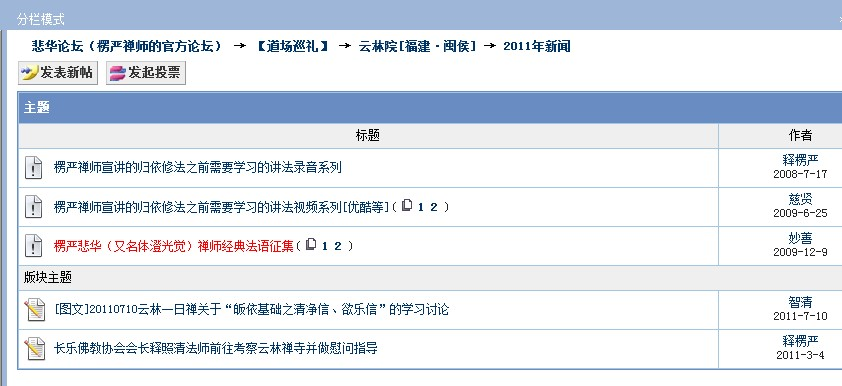 分栏模式
悲华论坛（楞严禅师的官方论坛） → 【道场巡礼】 → 云林院[福建·闽侯] → 2011年新闻
发表新帖 发起投票
主题
标题 作者
楞严禅师宣讲的归依修法之前需要学习的讲法录音系列 释楞严
2008-7-17
楞严禅师宣讲的归依修法之前需要学习的讲法视频系列[优酷等]( 1 2 ) 慈贤
2009-6-25
楞严悲华（又名体澄光觉）禅师经典法语征集( 1 2 ) 妙善
2009-12-9
版块主题
[图文]20110710云林一日禅关于“皈依基础之清净信、欲乐信”的学习讨论 智清
2011-7-10
长乐佛教协会会长释照清法师前往考察云林禅寺并做慰问指导 释楞严
2011-3-4